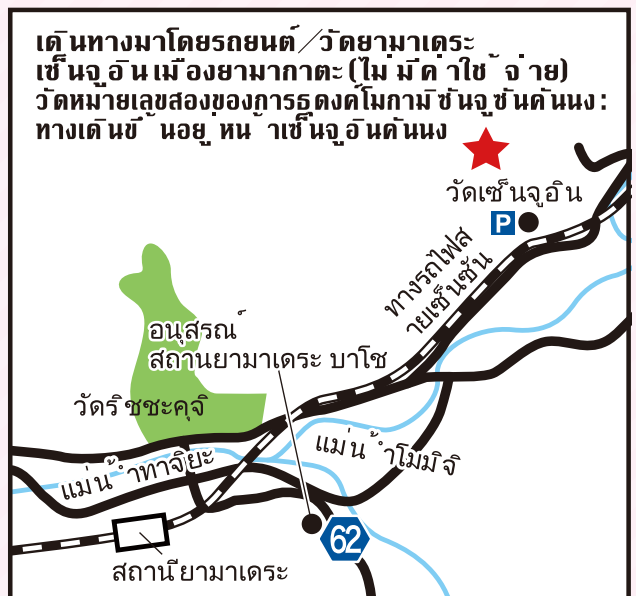 เดินทางมาโดยรถยนต์／วัดยามาเดระ
เซ็นจูอินเมืองยามากาตะ (ไม่มีค่าใช้จ่าย)
วัดหมายเลขสองของการธุดงค์โมกามิซันจูซันคันนง :
ทางเดินขึ้นอยู่หน้าเซ็นจูอินคันนง
วัดเซ็นจูอิน
P
ทางรถไฟส
ายเซ็นซัน
อนุสรณ์
สถานยามาเดระ บาโช
วัดริชชะคุจิ
แม่น้ำโมมิจิ
แม่น้ำทาจิยะ
62
สถานียามาเดระ